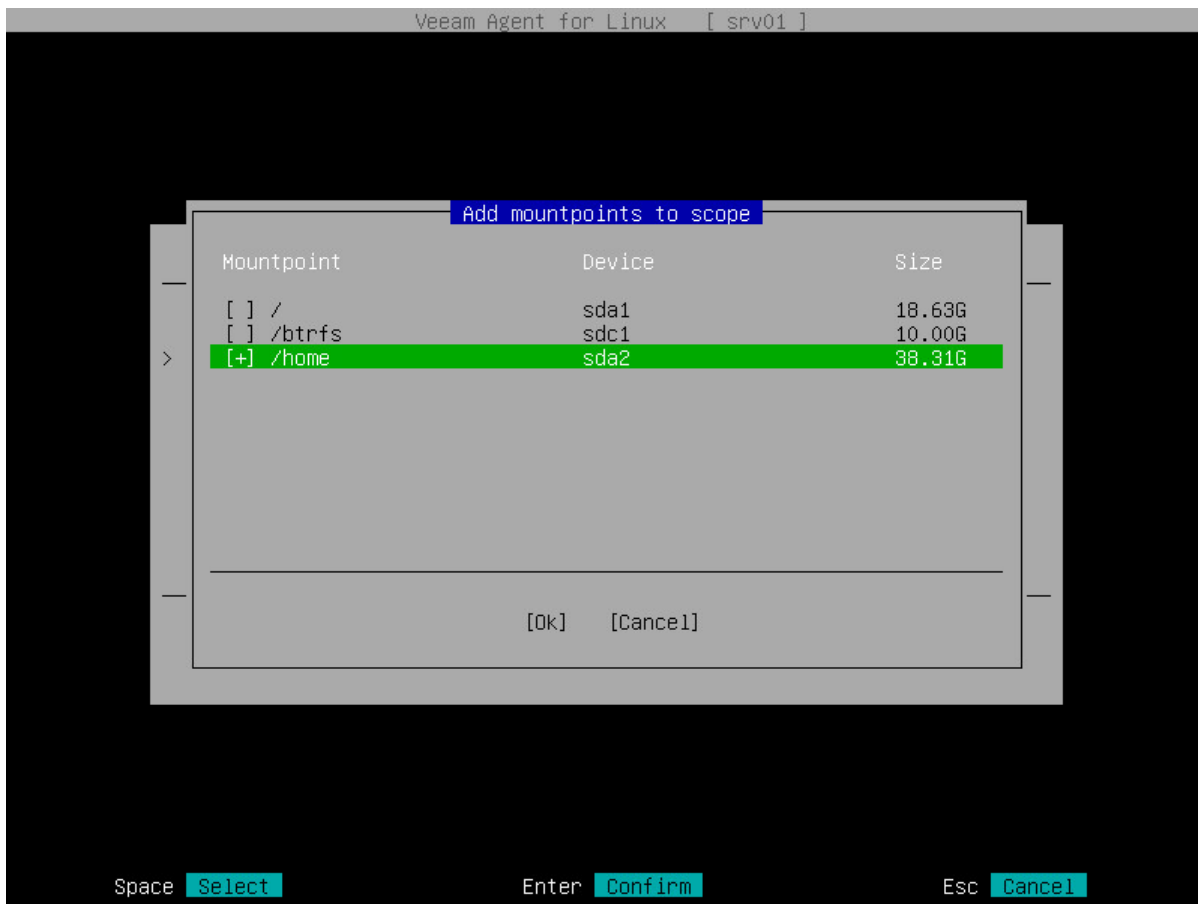 Veeam Agent for Linux [ srv01 ]
Add mountpoints to scope
Mountpoint Device Size
[ ] / sda1 18.63G
[ ] /btrfs sdc1 10.00G
> [+] /home sda2 38.31G
[Ok] [Cancel]
Space Select Enter Confirm Esc Cancel